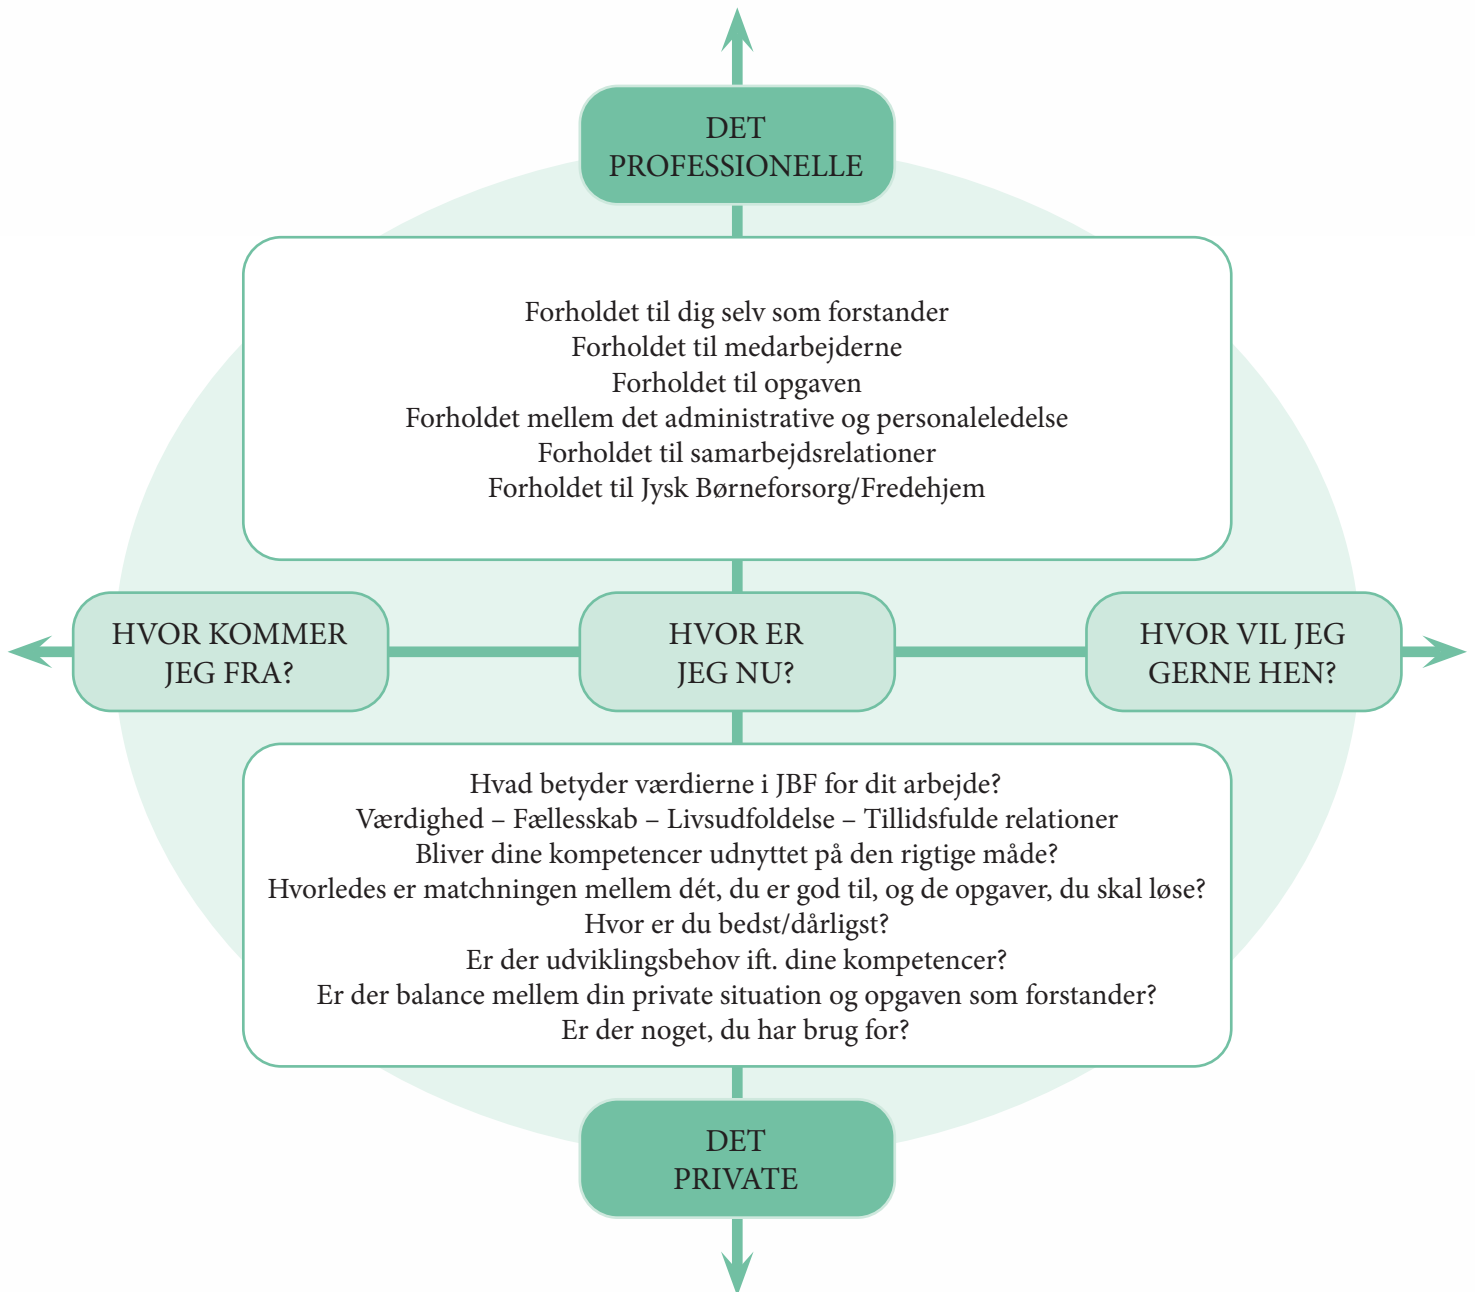 DET
PROFESSIONELLE
Forholdet til dig selv som forstander
Forholdet til medarbejderne
Forholdet til opgaven
Forholdet mellem det administrative og personaleledelse
Forholdet til samarbejdsrelationer
Forholdet til Jysk Børneforsorg/Fredehjem
HVOR KOMMER
JEG FRA?
HVOR ER
JEG NU?
HVOR VIL JEG
GERNE HEN?
Hvad betyder værdierne i JBF for dit arbejde?
Værdighed – Fællesskab – Livsudfoldelse – Tillidsfulde relationer
Bliver dine kompetencer udnyttet på den rigtige måde?
Hvorledes er matchningen mellem dét, du er god til, og de opgaver, du skal løse?
Hvor er du bedst/dårligst?
Er der udviklingsbehov ift. dine kompetencer?
Er der balance mellem din private situation og opgaven som forstander?
Er der noget, du har brug for?
DET
PRIVATE